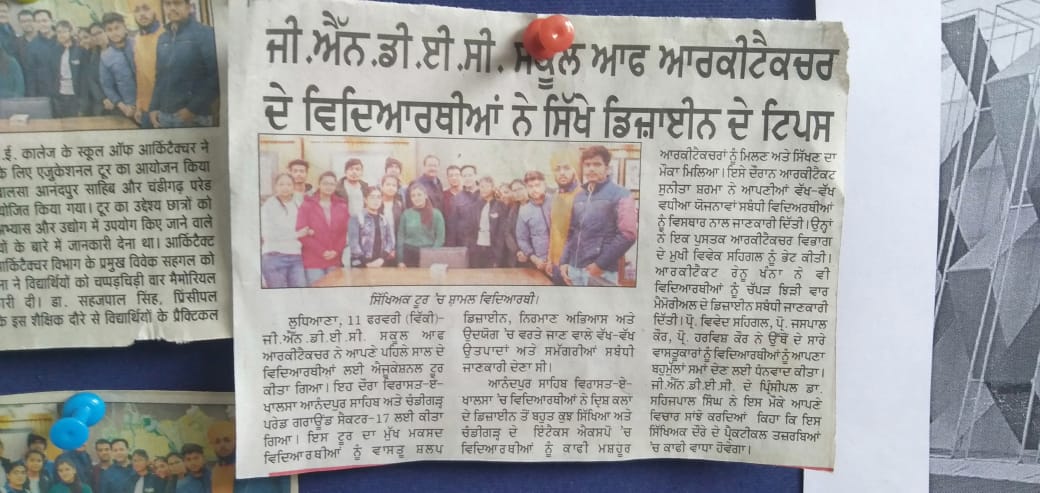 .ई. कालेज के स्कूल ऑफ आर्किटैक्चर ने
के लिए एजुकेशनल टूर का आयोजन किया
ालसा आनंदपुर साहिब और चंडीगढ़ परेड
योजित किया गया। टूर का उद्देश्य छात्रों को
भ्यास और उद्योग में उपयोग किए जाने वाले
ों के बारे में जानकारी देना था। आर्किटैक्ट
आर्किटैक्चर विभाग के प्रमुख विवेक सहगल को
ना ने विद्यार्थियों को चप्पड़चिड़ी वार मैमोरियल
री दी। डा. सहजपाल सिंह, प्रिंसीपल
के इस शैक्षिक दौरे से विद्यार्थियों के प्रैक्टिकल
ਜੀ.ਐੱਨ.ਡੀ.ਈ.ਸੀ. ਸਕੂਲ ਆਫ ਆਰਕੀਟੈਕਚਰ
ਦੇ ਵਿਦਿਆਰਥੀਆਂ ਨੇ ਸਿੱਖੇ ਡਿਜ਼ਾਈਨ ਦੇ ਟਿਪਸ
ਸਿੱਖਿਅਕ ਟੂਰ 'ਚ ਸ਼ਾਮਲ ਵਿਦਿਆਰਥੀ।
ਲੁਧਿਆਣਾ, 11 ਫਰਵਰੀ (ਵਿੱਕੀ)-
ਜੀ.ਐੱਨ.ਡੀ.ਈ.ਸੀ. ਸਕੂਲ ਆਫ
ਆਰਕੀਟੈਕਚਰ ਨੇ ਆਪਣੇ ਪਹਿਲੇ ਸਾਲ ਦੇ
ਵਿਦਿਆਰਥੀਆਂ ਲਈ ਐਜੂਕੇਸ਼ਨਲ ਟੂਰ
ਕੀਤਾ ਗਿਆ। ਇਹ ਦੌਰਾ ਵਿਰਾਸਤ-ਏ-
ਖਾਲਸਾ ਆਨੰਦਪੁਰ ਸਾਹਿਬ ਅਤੇ ਚੰਡੀਗੜ੍ਹ
ਪਰੇਡ ਗਰਾਊਂਡ ਸੈਕਟਰ-17 ਲਈ ਕੀਤਾ
ਗਿਆ। ਇਸ ਟੂਰ ਦਾ ਮੁੱਖ ਮਕਸਦ
ਵਿਦਿਆਰਥੀਆਂ ਨੂੰ ਵਾਸਤੂ ਸ਼ਲਪ
ਡਿਜ਼ਾਈਨ, ਨਿਰਮਾਣ ਅਭਿਆਸ ਅਤੇ
ਉਦਯੋਗ 'ਚ ਵਰਤੇ ਜਾਣ ਵਾਲੇ ਵੱਖ-ਵੱਖ
ਉਤਪਾਦਾਂ ਅਤੇ ਸਮੱਗਰੀਆਂ ਸਬੰਧੀ
ਜਾਣਕਾਰੀ ਦੇਣਾ ਸੀ।
ਆਨੰਦਪੁਰ ਸਾਹਿਬ ਵਿਰਾਸਤ-ਏ-
ਖਾਲਸਾ 'ਚ ਵਿਦਿਆਰਥੀਆਂ ਨੇ ਦ੍ਰਿਸ਼ ਕਲਾ
ਦੇ ਡਿਜ਼ਾਈਨ ਤੋਂ ਬਹੁਤ ਕੁਝ ਸਿੱਖਿਆ ਅਤੇ
ਚੰਡੀਗੜ੍ਹ ਦੇ ਇੰਟੈਕਸ ਐਕਸਪੋ 'ਚ
ਵਿਦਿਆਰਥੀਆਂ ਨੂੰ ਕਾਫੀ ਮਸ਼ਹੂਰ
ਆਰਕੀਟੈਕਚਰਾਂ ਨੂੰ ਮਿਲਣ ਅਤੇ ਸਿੱਖਣ ਦਾ
ਮੌਕਾ ਮਿਲਿਆ। ਇਸੇ ਦੌਰਾਨ ਆਰਕੀਟੈਕਟ
ਸੁਨੀਤਾ ਸ਼ਰਮਾ ਨੇ ਆਪਣੀਆਂ ਵੱਖ-ਵੱਖ
ਵਧੀਆ ਯੋਜਨਾਵਾਂ ਸਬੰਧੀ ਵਿਦਿਆਰਥੀਆਂ
ਨੂੰ ਵਿਸਥਾਰ ਨਾਲ ਜਾਣਕਾਰੀ ਦਿੱਤੀ। ਉਨ੍ਹਾਂ
ਨੇ ਇਕ ਪੁਸਤਕ ਆਰਕੀਟੈਕਚਰ ਵਿਭਾਗ
ਦੇ ਮੁਖੀ ਵਿਵੇਕ ਸਹਿਗਲ ਨੂੰ ਭੇਟ ਕੀਤੀ।
ਆਰਕੀਟੈਕਟ ਰੇਨੂ ਖੰਨਾ ਨੇ ਵੀ
ਵਿਦਿਆਰਥੀਆਂ ਨੂੰ ਚੱਪੜ ਝਿੜੀ ਵਾਰ
ਮੈਮੋਰੀਅਲ ਦੇ ਡਿਜ਼ਾਈਨ ਸਬੰਧੀ ਜਾਣਕਾਰੀ
ਦਿੱਤੀ। ਪ੍ਰੋ. ਵਿਵੇਦ ਸਹਿਗਲ, ਪ੍ਰੋ. ਜਸਪਾਲ
ਕੌਰ, ਪ੍ਰੋ. ਹਰਵਿਸ਼ ਕੌਰ ਨੇ ਉੱਥੋਂ ਦੇ ਸਾਰੇ
ਵਾਸਤੂਕਾਰਾਂ ਨੂੰ ਵਿਦਿਆਰਥੀਆਂ ਨੂੰ ਆਪਣਾ
ਬਹੁਮੁੱਲਾ ਸਮਾਂ ਦੇਣ ਲਈ ਧੰਨਵਾਦ ਕੀਤਾ।
ਜੀ.ਐੱਨ.ਡੀ.ਈ.ਸੀ. ਦੇ ਪ੍ਰਿੰਸੀਪਲ ਡਾ.
ਸਹਿਜਪਾਲ ਸਿੰਘ ਨੇ ਇਸ ਮੌਕੇ ਆਪਣੇ
ਵਿਚਾਰ ਸਾਂਝੇ ਕਰਦਿਆਂ ਕਿਹਾ ਕਿ ਇਸ
ਸਿੱਖਿਅਕ ਦੌਰੇ ਦੇ ਪ੍ਰੈਕਟੀਕਲ ਤਜ਼ਰਬਿਆਂ
'ਚ ਕਾਫੀ ਵਾਧਾ ਹੋਵੇਗਾ।